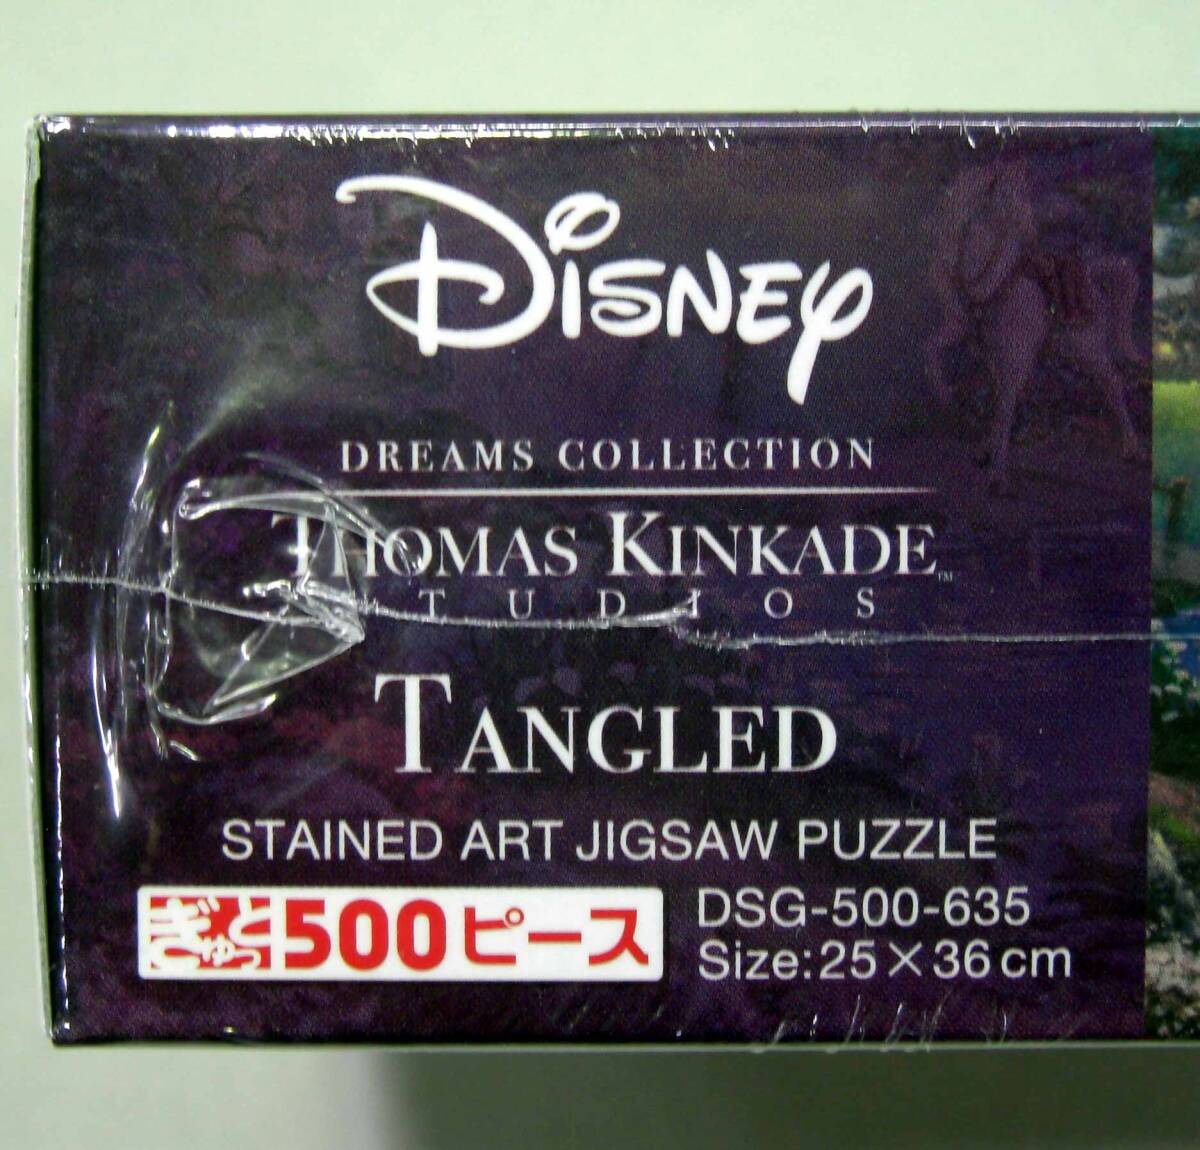 Disney
DREAMS COLLECTION
THOMAS KINKADE™
STUDIOS
TANGLED
STAINED ART JIGSAW PUZZLE
ぎゅっと500ピース
DSG-500-635
Size:25×36cm